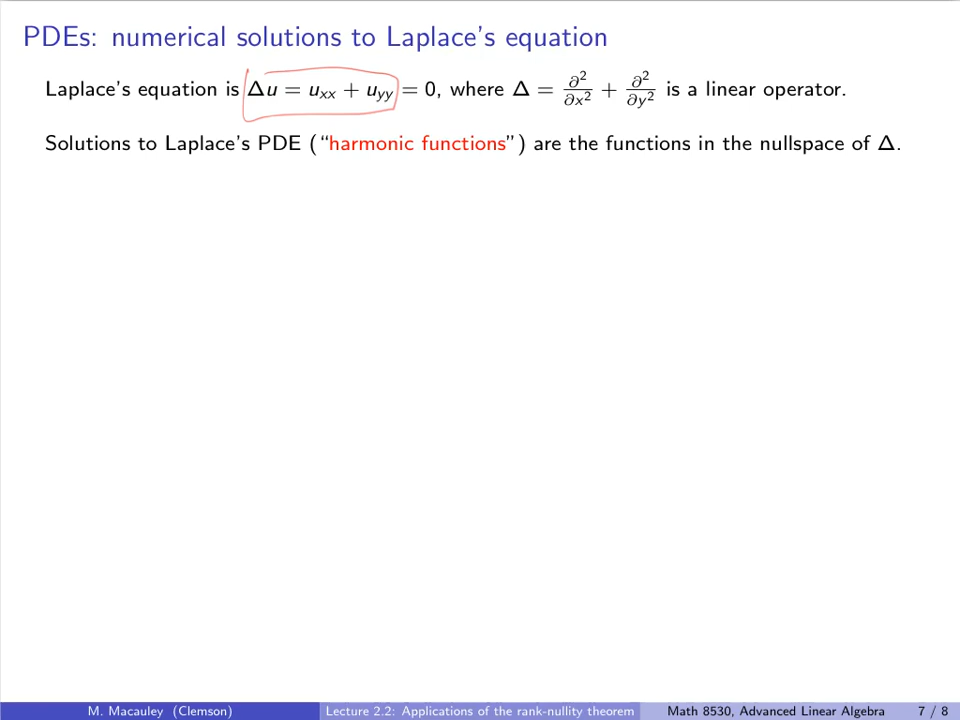 PDEs: numerical solutions to Laplace's equation
Laplace's equation is Δu = u_xx + u_yy = 0, where Δ = ∂²/∂x² + ∂²/∂y² is a linear operator.
Solutions to Laplace's PDE (“harmonic functions”) are the functions in the nullspace of Δ.
M. Macauley (Clemson) Lecture 2.2: Applications of the rank-nullity theorem Math 8530, Advanced Linear Algebra 7 / 8